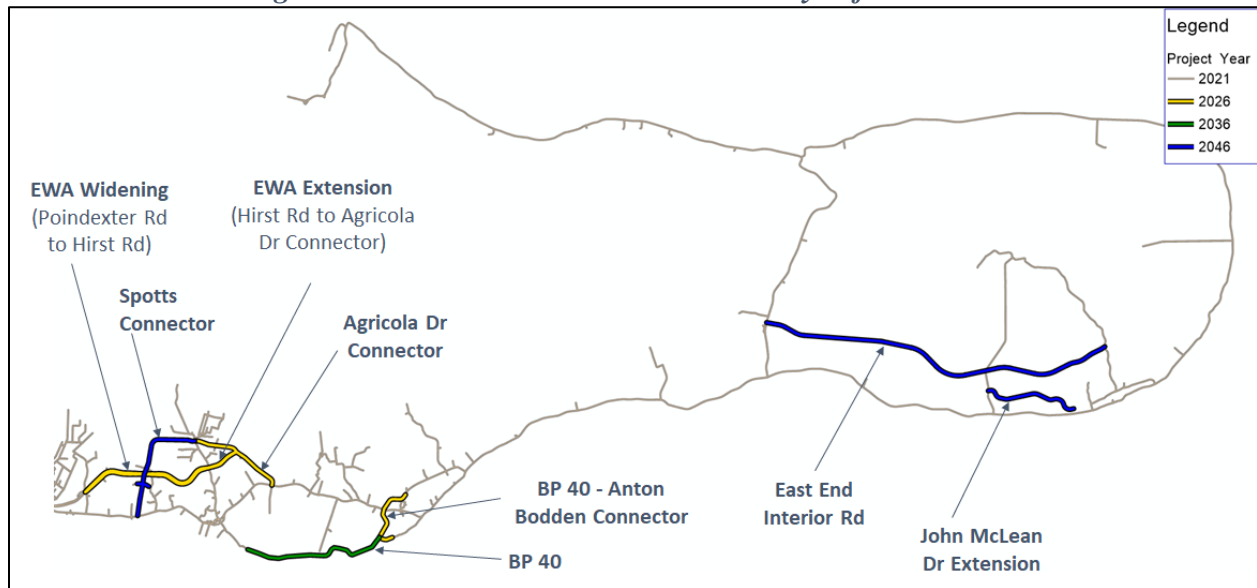 Legend
Project Year
2021
2026
2036
2046
EWA Widening
(Poindexter Rd
to Hirst Rd)
EWA Extension
(Hirst Rd to Agricola
Dr Connector)
Spotts
Connector
Agricola Dr
Connector
BP 40 - Anton
Bodden Connector
BP 40
East End
Interior Rd
John McLean
Dr Extension